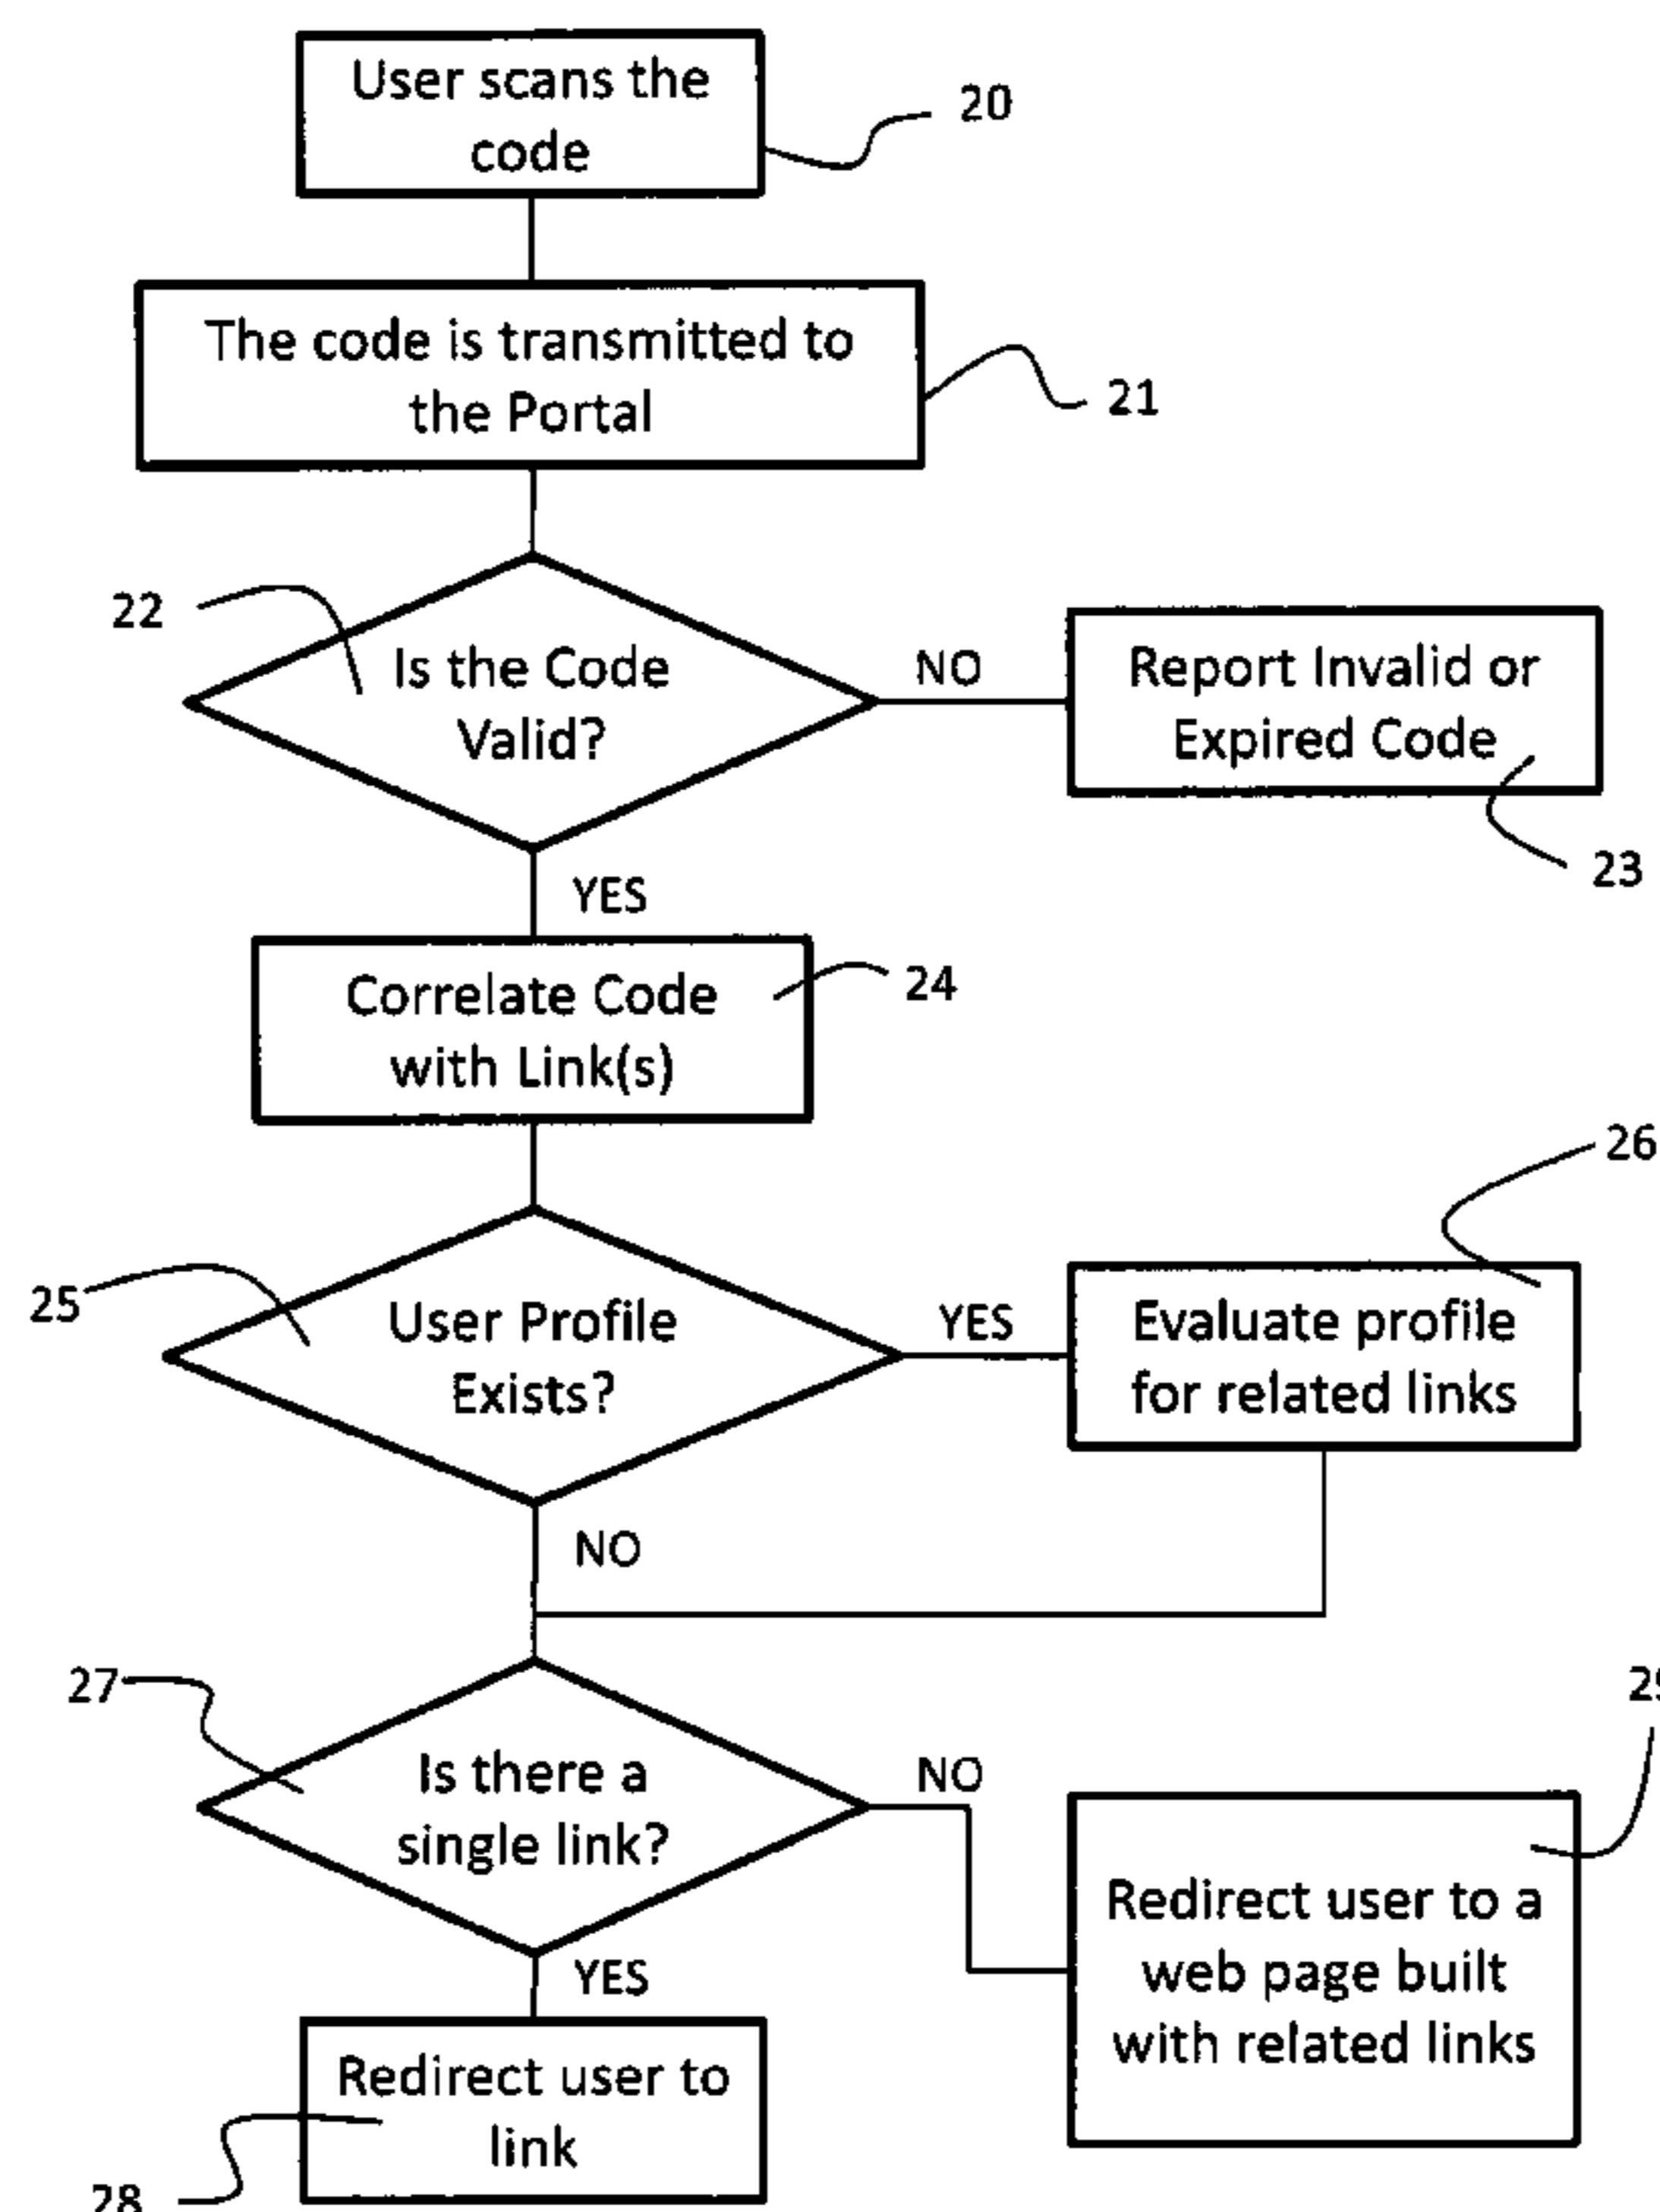 User scans the
code
20
The code is transmitted to
the Portal
21
22
Is the Code
Valid?
NO
Report Invalid or
Expired Code
23
YES
Correlate Code
with Link(s)
24
25
User Profile
Exists?
YES
26
Evaluate profile
for related links
NO
27
Is there a
single link?
NO
Redirect user to a
web page built
with related links
YES
Redirect user to
link
28